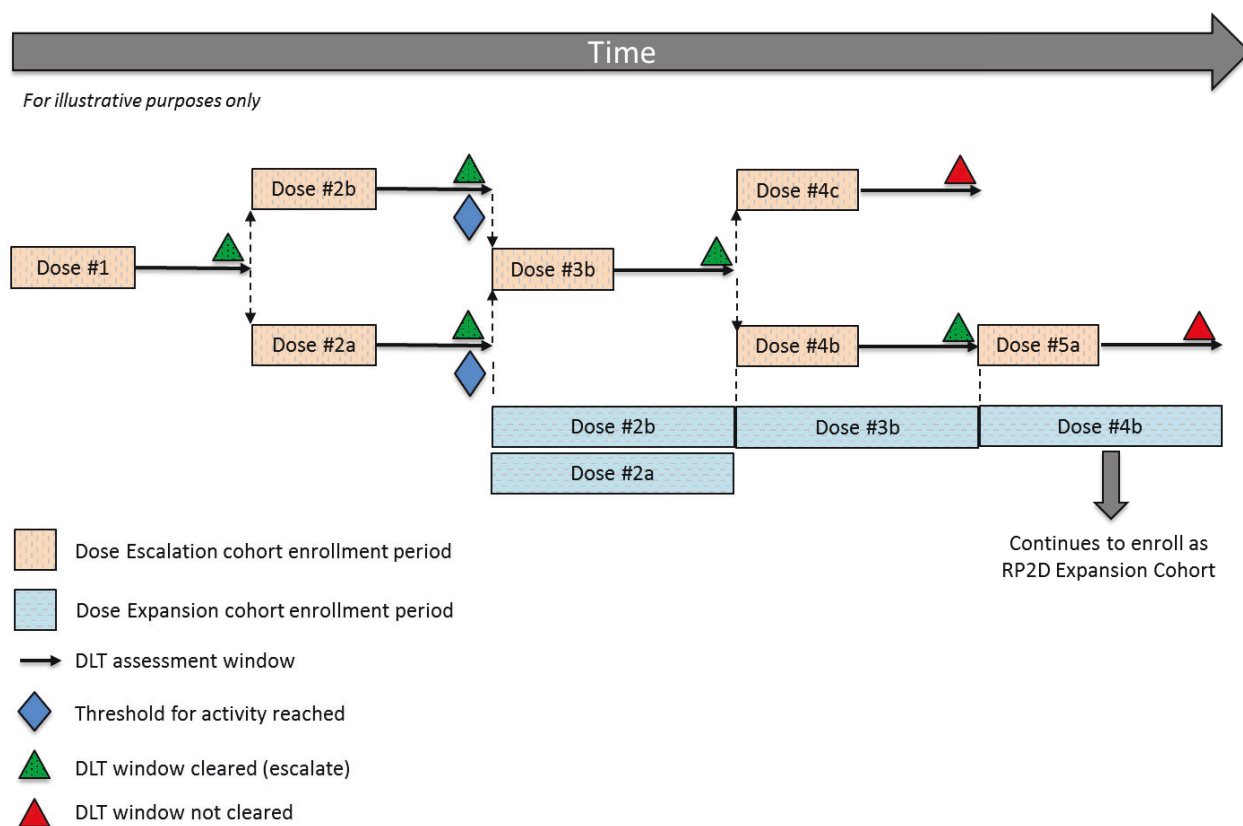 Time
For illustrative purposes only
Dose #2b
Dose #4c
Dose #1
Dose #3b
Dose #2a
Dose #4b
Dose #5a
Dose #2b
Dose #3b
Dose #4b
Dose #2a
Dose Escalation cohort enrollment period
Continues to enroll as
RP2D Expansion Cohort
Dose Expansion cohort enrollment period
DLT assessment window
Threshold for activity reached
DLT window cleared (escalate)
DLT window not cleared